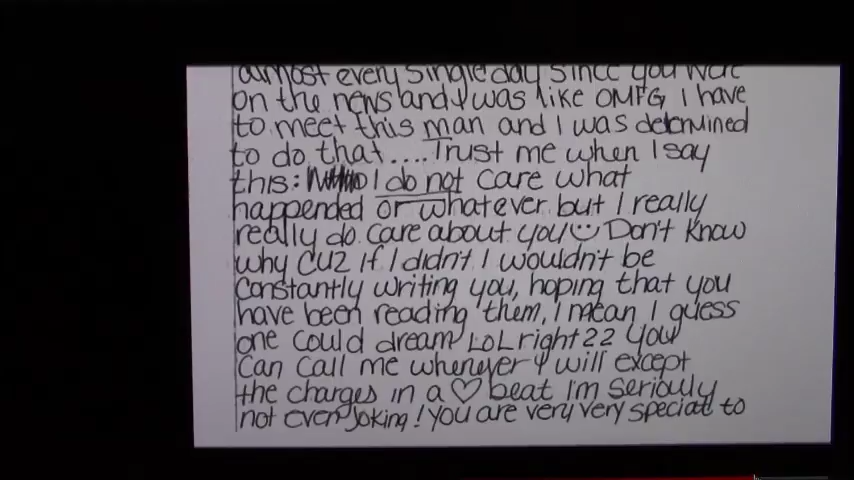 almost every single day since you were
on the news and I was like OMFG I have
to meet this man and I was determined
to do that.... Trust me when I say
this: I do not care what
happened or whatever but I really
really do care about you Don't know
why CUZ If I didn't I wouldn't be
constantly writing you, hoping that you
have been reading them, I mean I guess
one could dream LOL right?? You
can call me whenever I will except
the charges in a ♡ beat I'm seriously
not even joking! You are very very special to